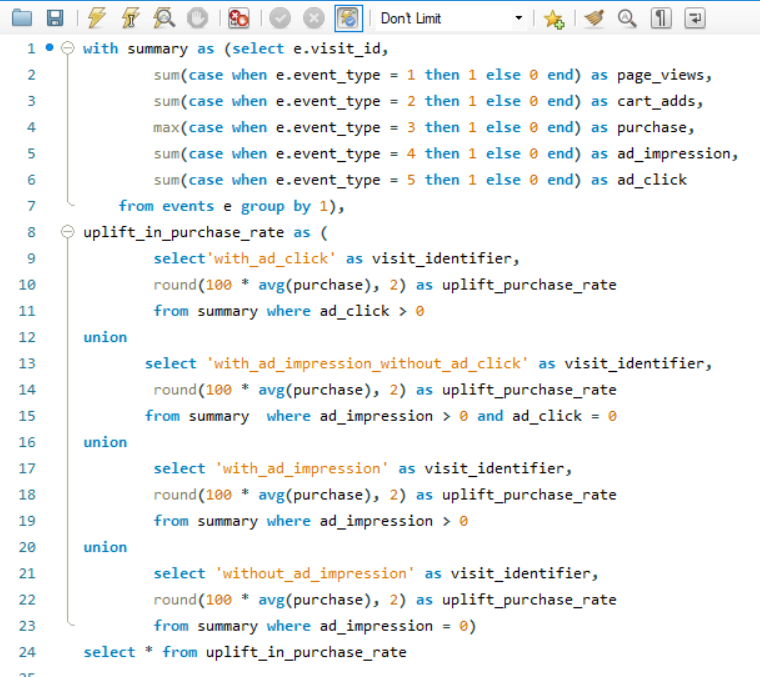 Don't Limit
1 with summary as (select e.visit_id,
2 sum(case when e.event_type = 1 then 1 else 0 end) as page_views,
3 sum(case when e.event_type = 2 then 1 else 0 end) as cart_adds,
4 max(case when e.event_type = 3 then 1 else 0 end) as purchase,
5 sum(case when e.event_type = 4 then 1 else 0 end) as ad_impression,
6 sum(case when e.event_type = 5 then 1 else 0 end) as ad_click
7 from events e group by 1),
8 uplift_in_purchase_rate as (
9 select'with_ad_click' as visit_identifier,
10 round(100 * avg(purchase), 2) as uplift_purchase_rate
11 from summary where ad_click > 0
12 union
13 select 'with_ad_impression_without_ad_click' as visit_identifier,
14 round(100 * avg(purchase), 2) as uplift_purchase_rate
15 from summary  where ad_impression > 0 and ad_click = 0
16 union
17 select 'with_ad_impression' as visit_identifier,
18 round(100 * avg(purchase), 2) as uplift_purchase_rate
19 from summary where ad_impression > 0
20 union
21 select 'without_ad_impression' as visit_identifier,
22 round(100 * avg(purchase), 2) as uplift_purchase_rate
23 from summary where ad_impression = 0)
24 select * from uplift_in_purchase_rate